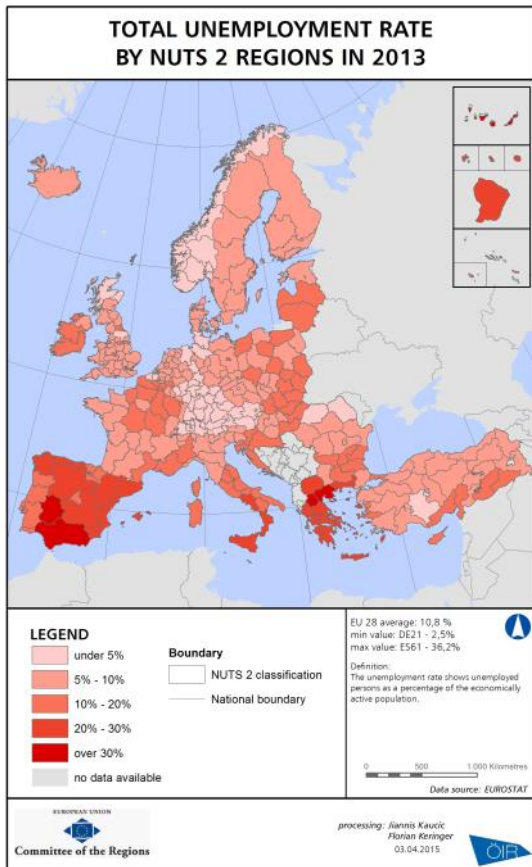 TOTAL UNEMPLOYMENT RATE
BY NUTS 2 REGIONS IN 2013
LEGEND
under 5%
5% - 10%
10% - 20%
20% - 30%
over 30%
no data available
Boundary
NUTS 2 classification
National boundary
EU 28 average: 10,8 %
min value: DE21 - 2,5%
max value: ES61 - 36,2%
Definition:
The unemployment rate shows unemployed
persons as a percentage of the economically
active population.
0 500 1.000 Kilometres
Data source: EUROSTAT
EUROPEAN UNION
Committee of the Regions
processing: Jiannis Kaucic
Florian Keringer
03.04.2015
ÖIR